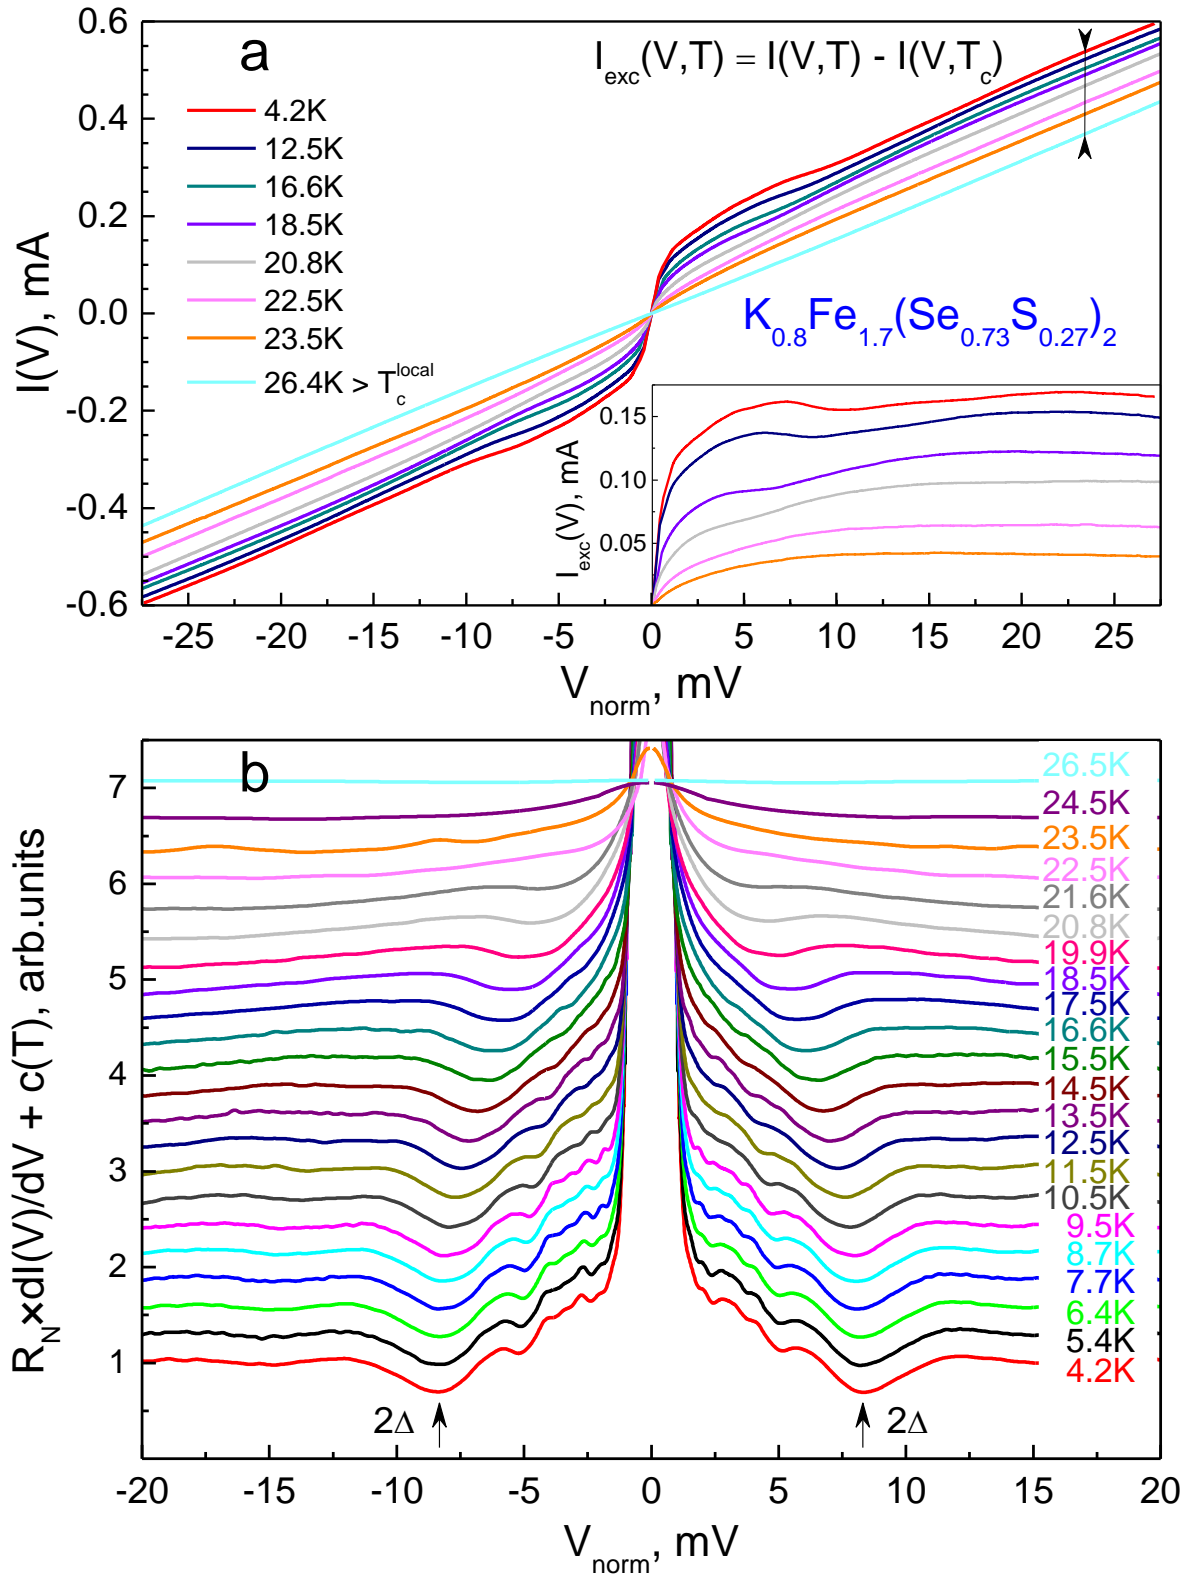 a
I_exc(V,T) = I(V,T) - I(V,T_c)
4.2K
12.5K
16.6K
18.5K
20.8K
22.5K
23.5K
26.4K > T_c^local
K_0.8Fe_1.7(Se_0.73S_0.27)_2
I(V), mA
0.6
0.4
0.2
0.0
-0.2
-0.4
-0.6
I_exc(V), mA
0.15
0.10
0.05
-25 -20 -15 -10 -5 0 5 10 15 20 25
V_norm, mV
b
R_N×dI(V)/dV + c(T), arb.units
7
6
5
4
3
2
1
26.5K
24.5K
23.5K
22.5K
21.6K
20.8K
19.9K
18.5K
17.5K
16.6K
15.5K
14.5K
13.5K
12.5K
11.5K
10.5K
9.5K
8.7K
7.7K
6.4K
5.4K
4.2K
2Δ 2Δ
-20 -15 -10 -5 0 5 10 15 20
V_norm, mV